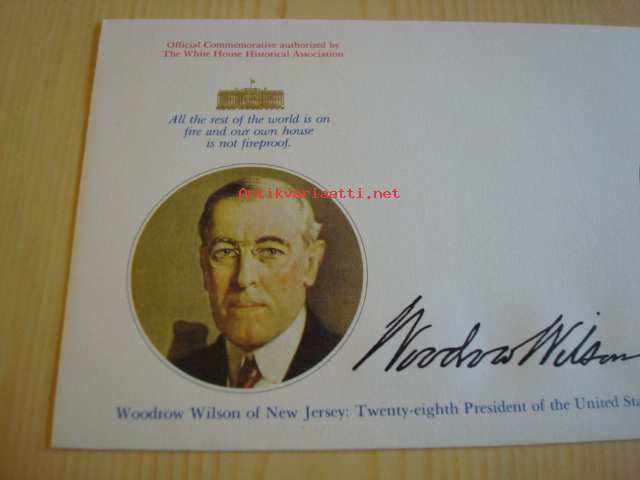 Official Commemorative authorized by
The White House Historical Association
All the rest of the world is on
fire and our own house
is not fireproof.
Antikvariaatti.net
Woodrow Wilson
Woodrow Wilson of New Jersey: Twenty-eighth President of the United Sta